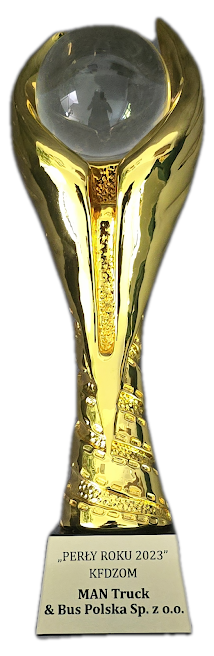 „PERŁY ROKU 2023”
KFDZOM
MAN Truck
& Bus Polska Sp. z o.o.